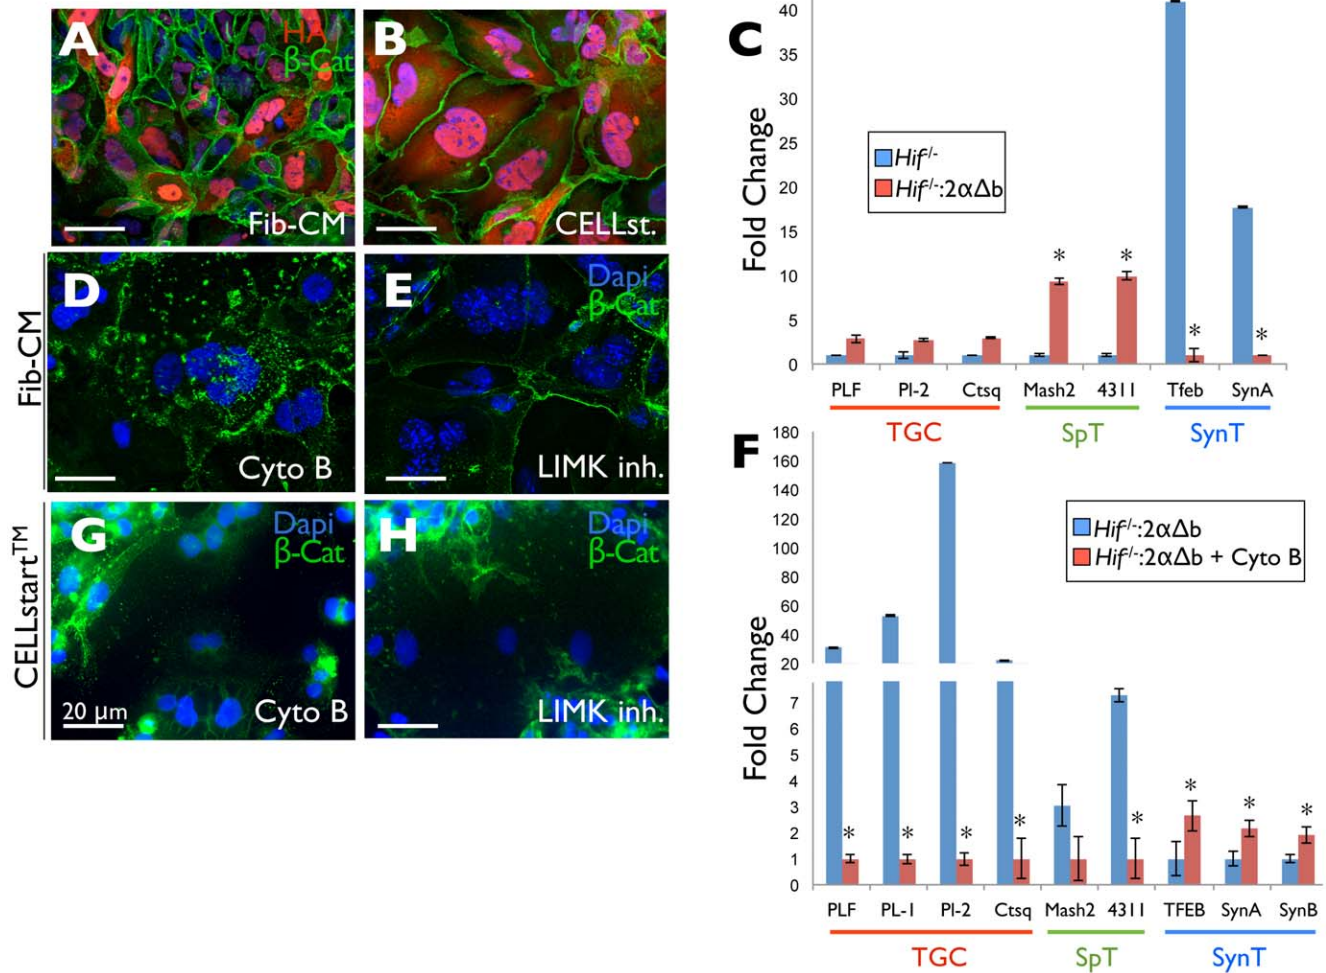 A
HA
β-Cat
Fib-CM
B
CELLst.
Fib-CM
D
Cyto B
E
Dapi
β-Cat
LIMK inh.
CELLstart™
G
Dapi
β-Cat
20 µm
Cyto B
H
Dapi
β-Cat
LIMK inh.
C
Fold Change
40
35
30
25
20
15
10
5
0
Hif⁻/⁻
Hif⁻/⁻:2αΔb
* * * *
PLF Pl-2 Ctsq Mash2 4311 Tfeb SynA
TGC SpT SynT
F
Fold Change
180
160
140
120
100
80
60
40
20
7
6
5
4
3
2
1
0
Hif⁻/⁻:2αΔb
Hif⁻/⁻:2αΔb + Cyto B
* * * * * * * *
PLF PL-1 Pl-2 Ctsq Mash2 4311 TFEB SynA SynB
TGC SpT SynT